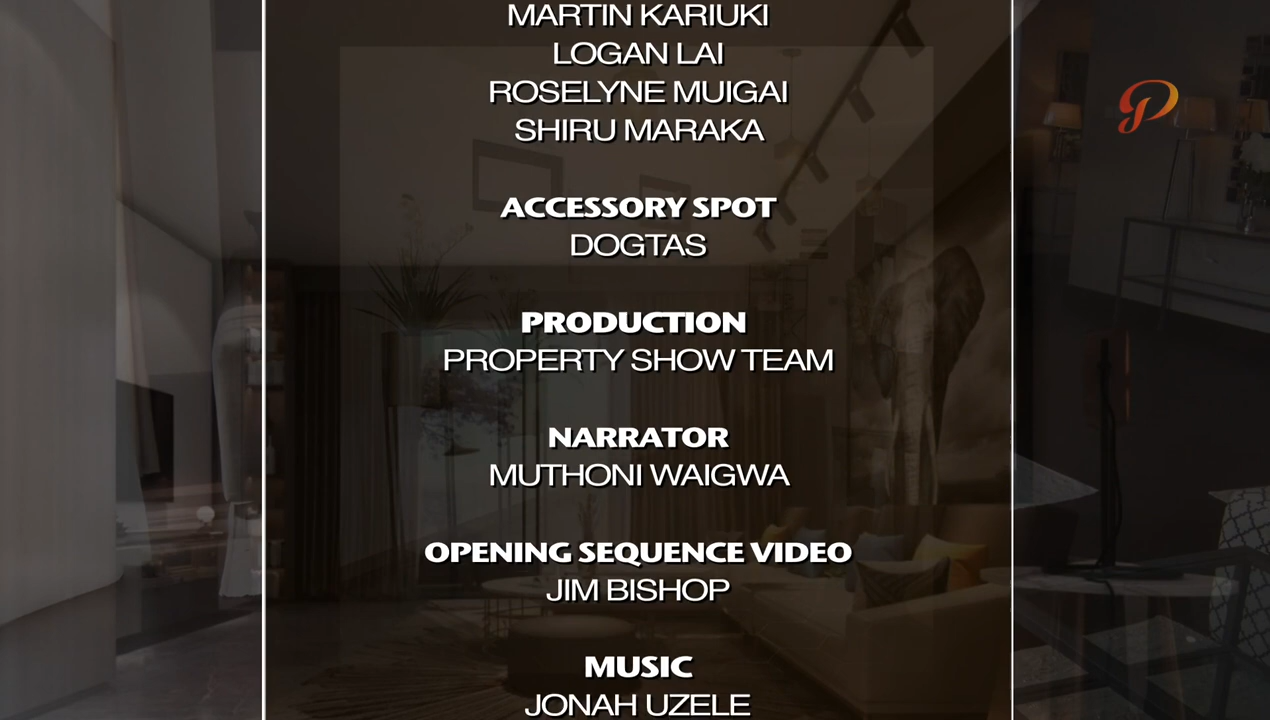 MARTIN KARIUKI
LOGAN LAI
ROSELYNE MUIGAI
SHIRU MARAKA
ACCESSORY SPOT
DOGTAS
PRODUCTION
PROPERTY SHOW TEAM
NARRATOR
MUTHONI WAIGWA
OPENING SEQUENCE VIDEO
JIM BISHOP
MUSIC
JONAH UZELE
P